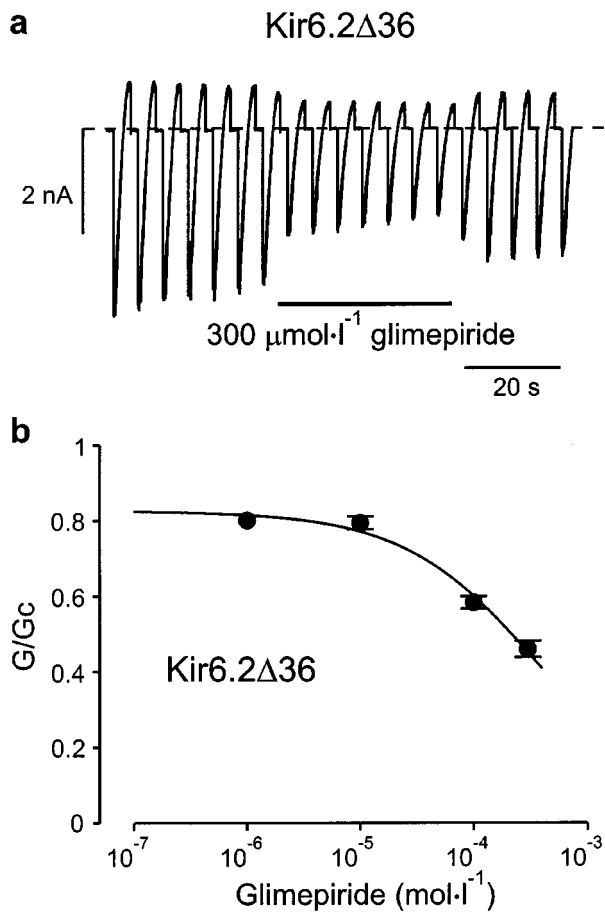 a
Kir6.2Δ36
2 nA
300 μmol·l⁻¹ glimepiride
20 s
b
1
0.8
0.6
0.4
0.2
0
G/Gc
Kir6.2Δ36
10⁻⁷ 10⁻⁶ 10⁻⁵ 10⁻⁴ 10⁻³
Glimepiride (mol·l⁻¹)